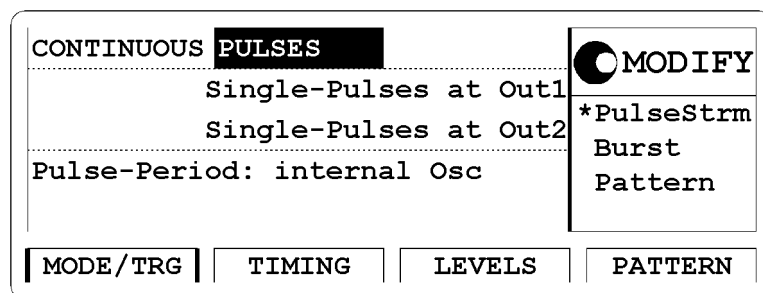 CONTINUOUS PULSES
Single-Pulses at Out1
Single-Pulses at Out2
Pulse-Period: internal Osc
MODIFY
*PulseStrm
Burst
Pattern
MODE/TRG TIMING LEVELS PATTERN